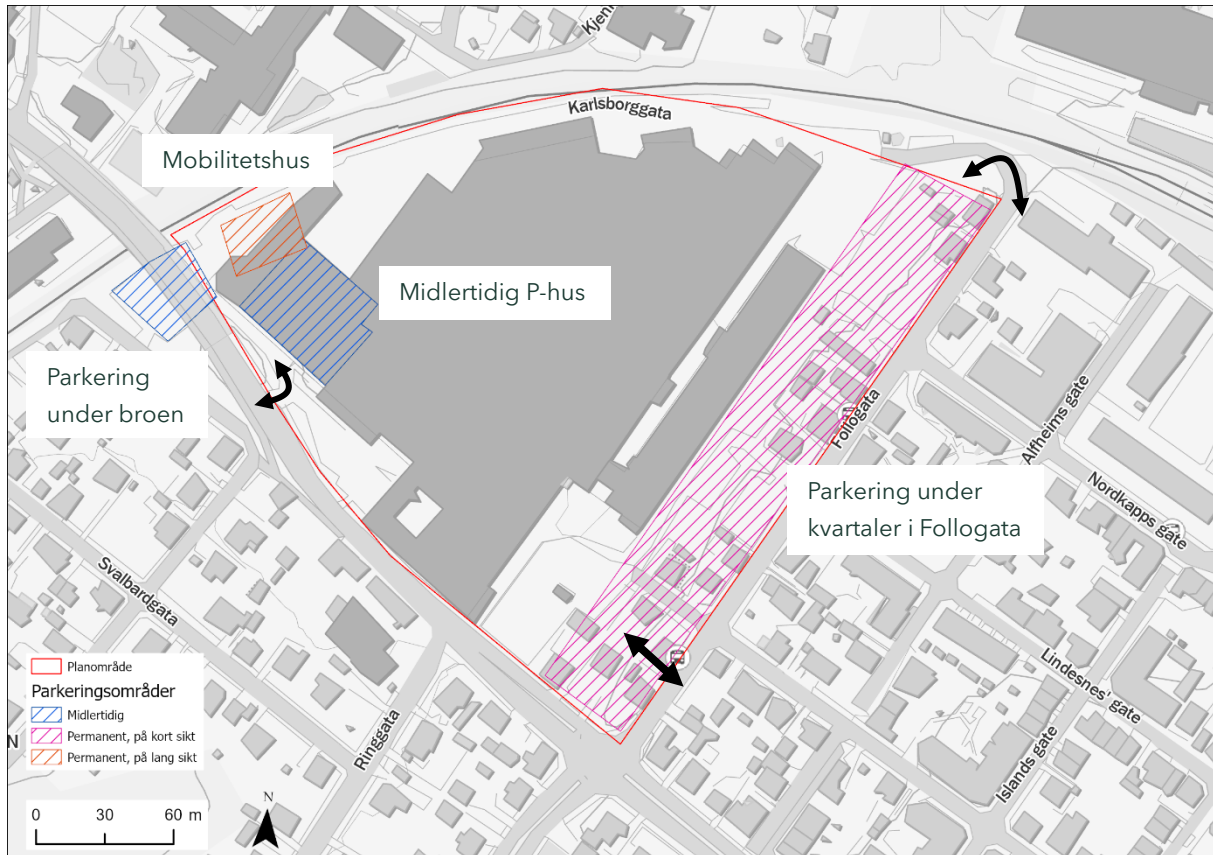 Kjenn
Karlsborggata
Mobilitetshus
Midlertidig P-hus
Parkering
under broen
Follogata
Alfheims gate
Nordkapps gate
Parkering under
kvartaler i Follogata
Svalbardgata
Ringgata
Lindesnes' gate
Islands gate
Planområde
Parkeringsområder
Midlertidig
Permanent, på kort sikt
Permanent, på lang sikt
N
0 30 60 m
N